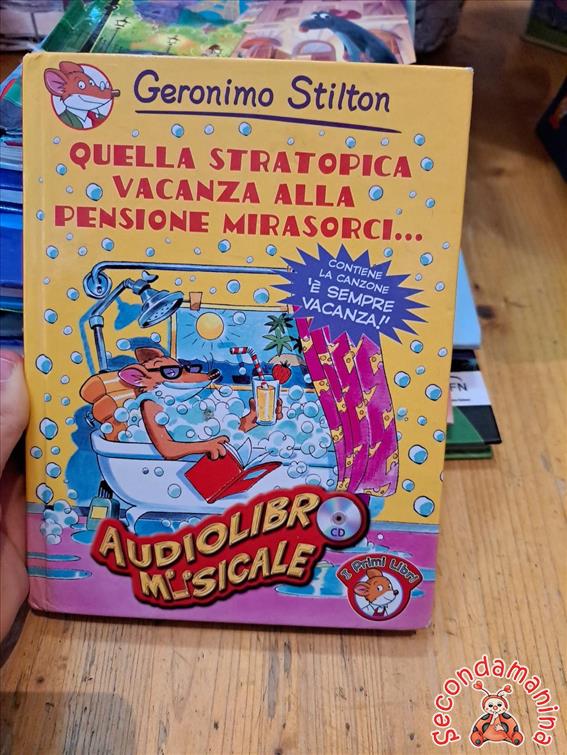 Geronimo Stilton
QUELLA STRATOPICA
VACANZA ALLA
PENSIONE MIRASORCI...
CONTIENE
LA CANZONE
"È SEMPRE
VACANZA!"
AUDIOLIBRO
CD
MUSICALE
I Primi Libri
FN
Secondamanina